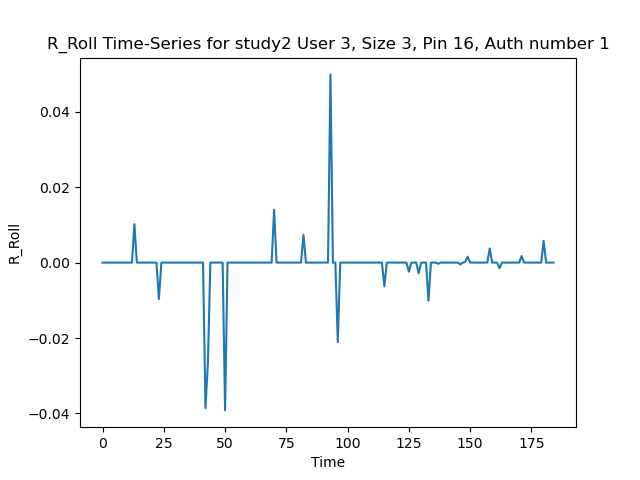 R_Roll Time-Series for study2 User 3, Size 3, Pin 16, Auth number 1
0.04
0.02
0.00
−0.02
−0.04
R_Roll
0 25 50 75 100 125 150 175
Time